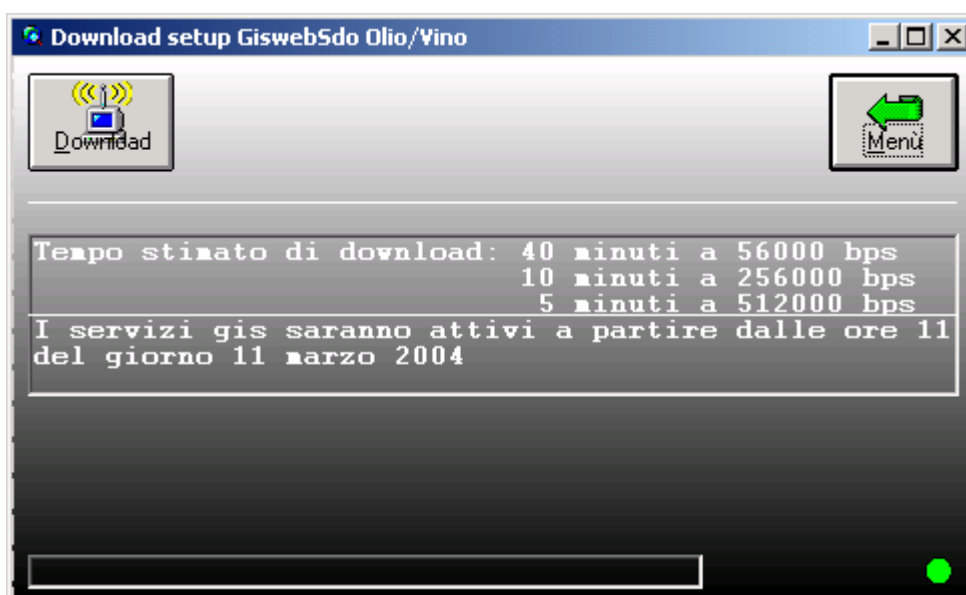 Download setup GiswebSdo Olio/Vino
Download
Menù
Tempo stimato di download: 40 minuti a 56000 bps
10 minuti a 256000 bps
5 minuti a 512000 bps
I servizi gis saranno attivi a partire dalle ore 11
del giorno 11 marzo 2004